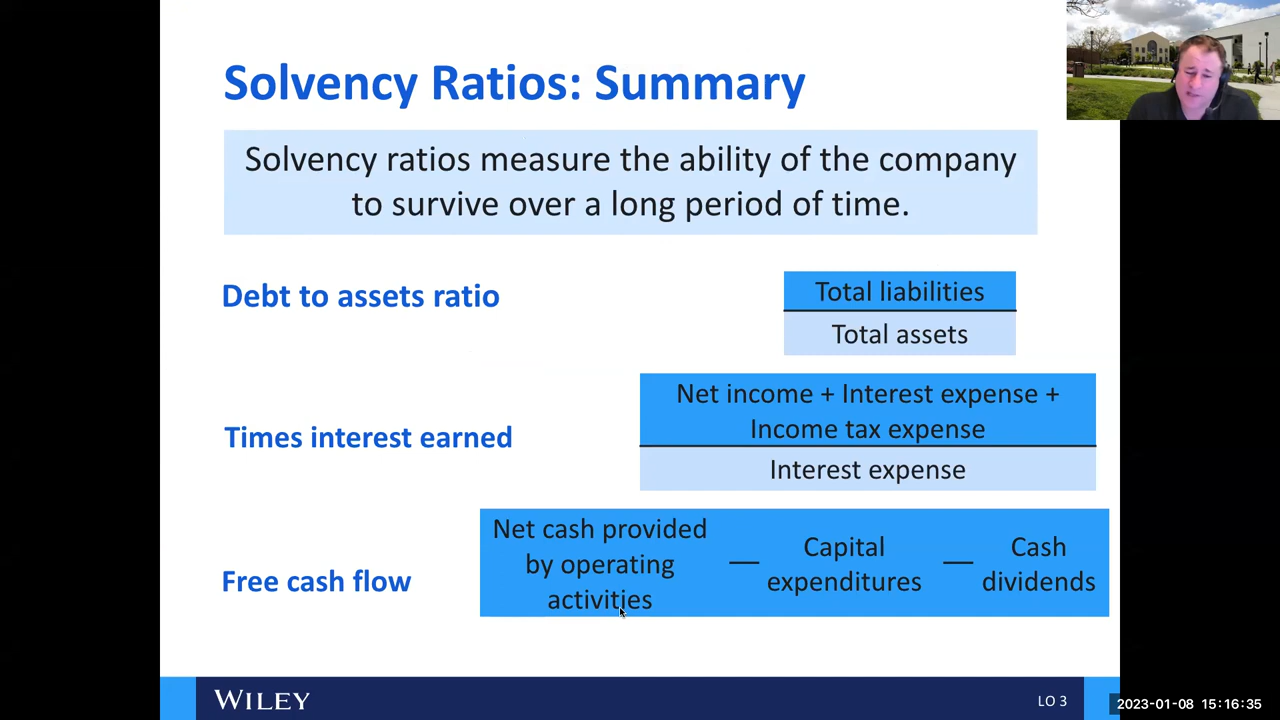 Solvency Ratios: Summary
Solvency ratios measure the ability of the company
to survive over a long period of time.
Debt to assets ratio
Total liabilities
Total assets
Times interest earned
Net income + Interest expense +
Income tax expense
Interest expense
Free cash flow
Net cash provided
by operating
activities
—
Capital
expenditures
—
Cash
dividends
WILEY
LO 3
2023-01-08 15:16:35